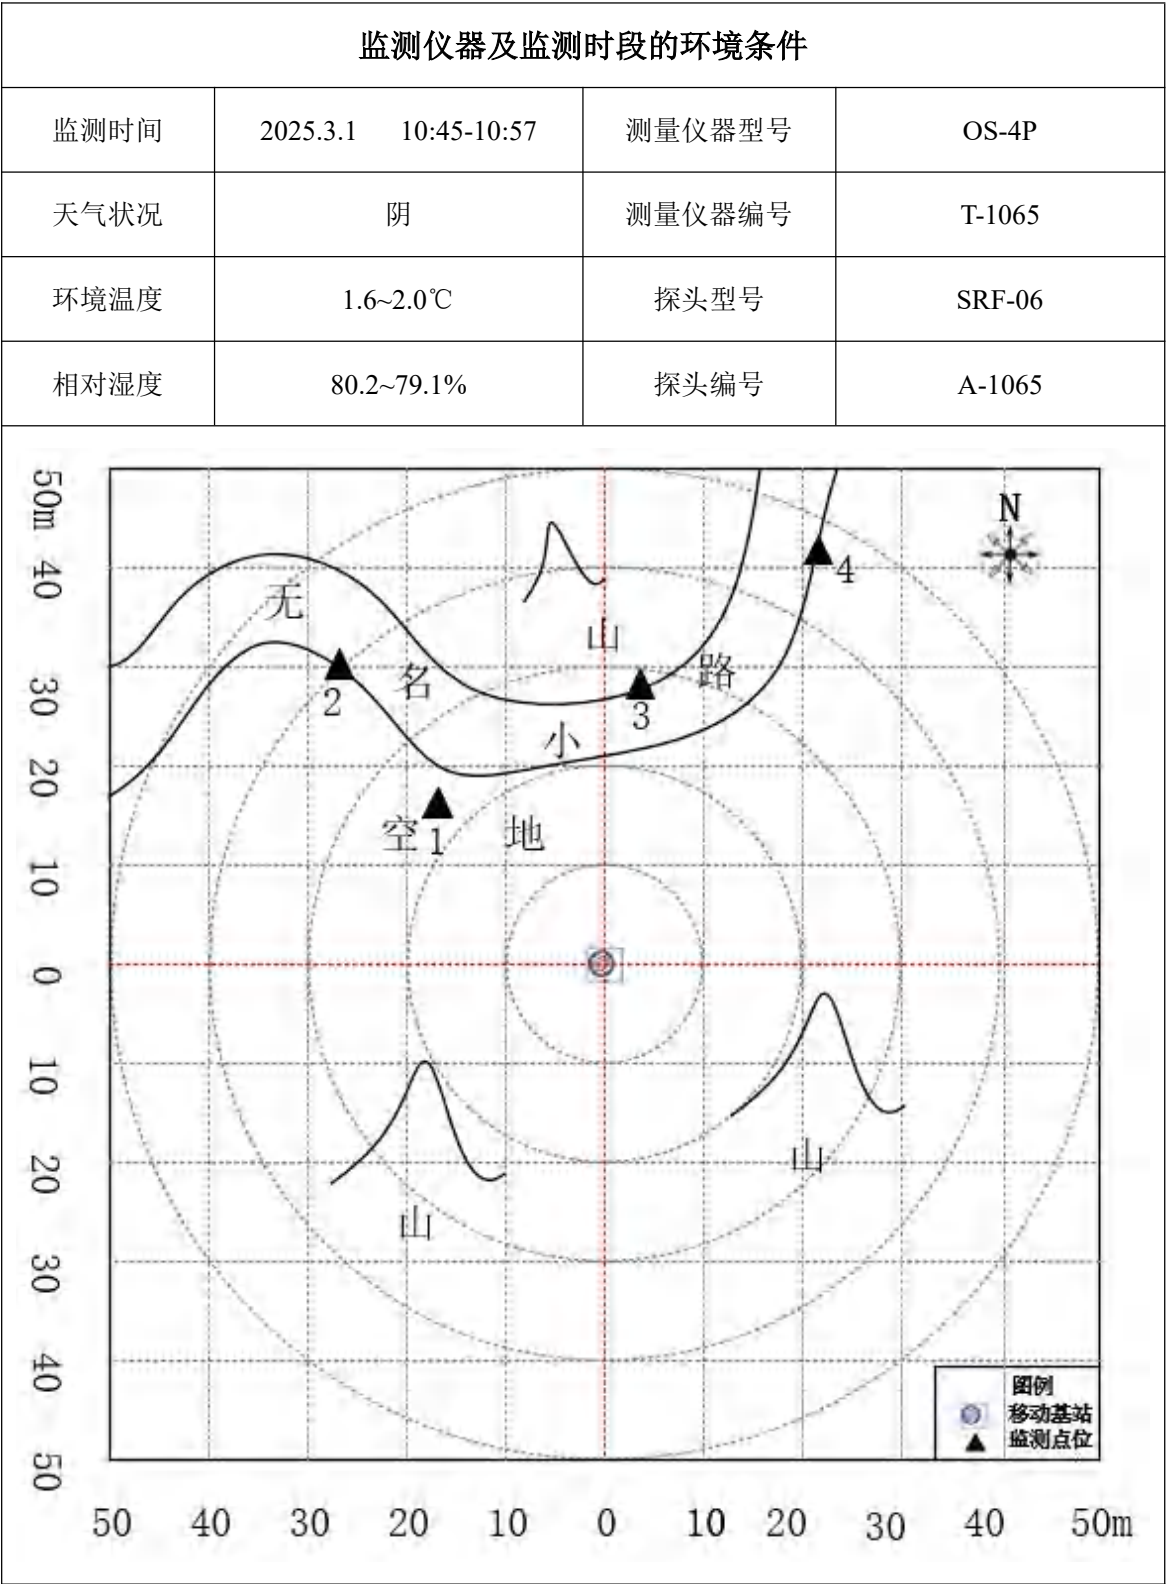 监测仪器及监测时段的环境条件
监测时间 2025.3.1 10:45-10:57 测量仪器型号 OS-4P
天气状况 阴 测量仪器编号 T-1065
环境温度 1.6~2.0℃ 探头型号 SRF-06
相对湿度 80.2~79.1% 探头编号 A-1065
50m
40
30
20
10
0
10
20
30
40
50
N
4
无
山
名
路
2
3
小
空
1
地
山
山
图例
移动基站
监测点位
50 40 30 20 10 0 10 20 30 40 50m